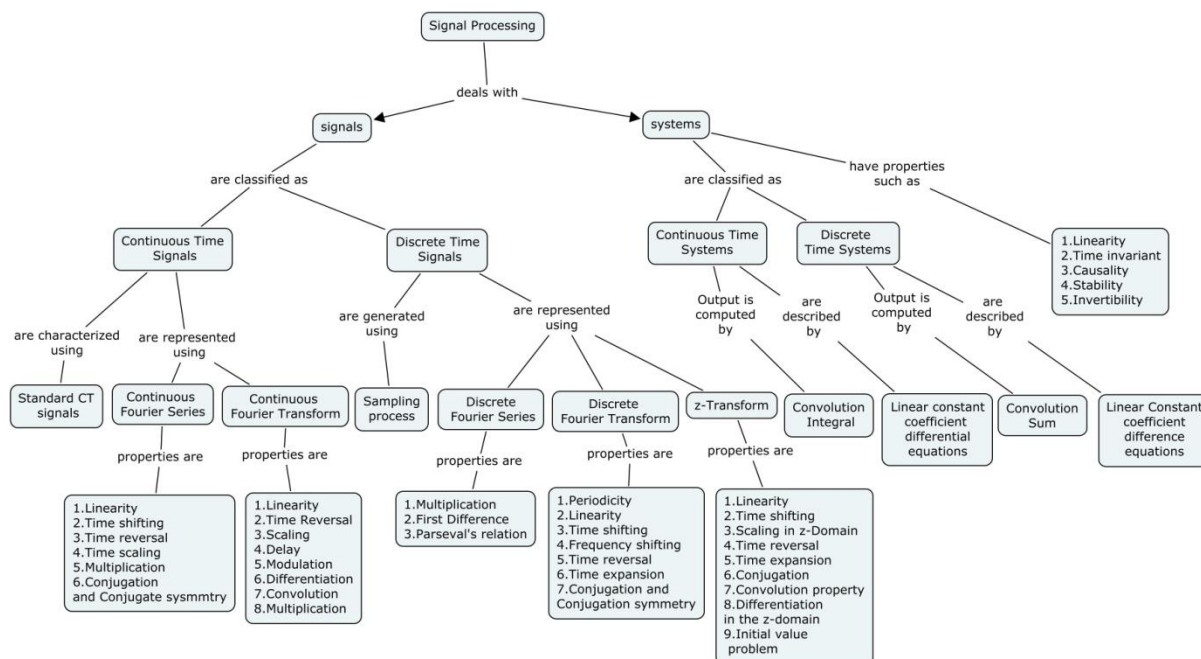 Signal Processing
deals with
signals
systems
are classified as
are classified as
have properties
such as
Continuous Time
Signals
Discrete Time
Signals
Continuous Time
Systems
Discrete
Time Systems
1.Linearity
2.Time invariant
3.Causality
4.Stability
5.Invertibility
are characterized
using
are represented
using
are generated
using
are represented
using
Output is
computed
by
are
described
by
Output is
computed
by
are
described
by
Standard CT
signals
Continuous
Fourier Series
Continuous
Fourier Transform
Sampling
process
Discrete
Fourier Series
Discrete
Fourier Transform
z-Transform
Convolution
Integral
Linear constant
coefficient
differential
equations
Convolution
Sum
Linear Constant
coefficient
difference
equations
properties are
properties are
properties are
properties are
properties are
1.Linearity
2.Time shifting
3.Time reversal
4.Time scaling
5.Multiplication
6.Conjugation
and Conjugate sysmmtry
1.Linearity
2.Time Reversal
3.Scaling
4.Delay
5.Modulation
6.Differentiation
7.Convolution
8.Multiplication
1.Multiplication
2.First Difference
3.Parseval's relation
1.Periodicity
2.Linearity
3.Time shifting
4.Frequency shifting
5.Time reversal
6.Time expansion
7.Conjugation and
Conjugation symmetry
1.Linearity
2.Time shifting
3.Scaling in z-Domain
4.Time reversal
5.Time expansion
6.Conjugation
7.Convolution property
8.Differentiation
in the z-domain
9.Initial value
problem